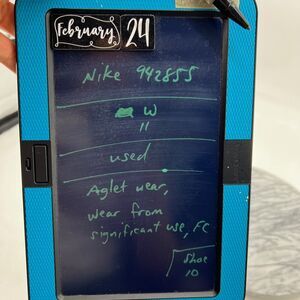 February 24
Nike 942855
W
11
used
Aglet wear,
wear from
significant use, FC
Shoe
10